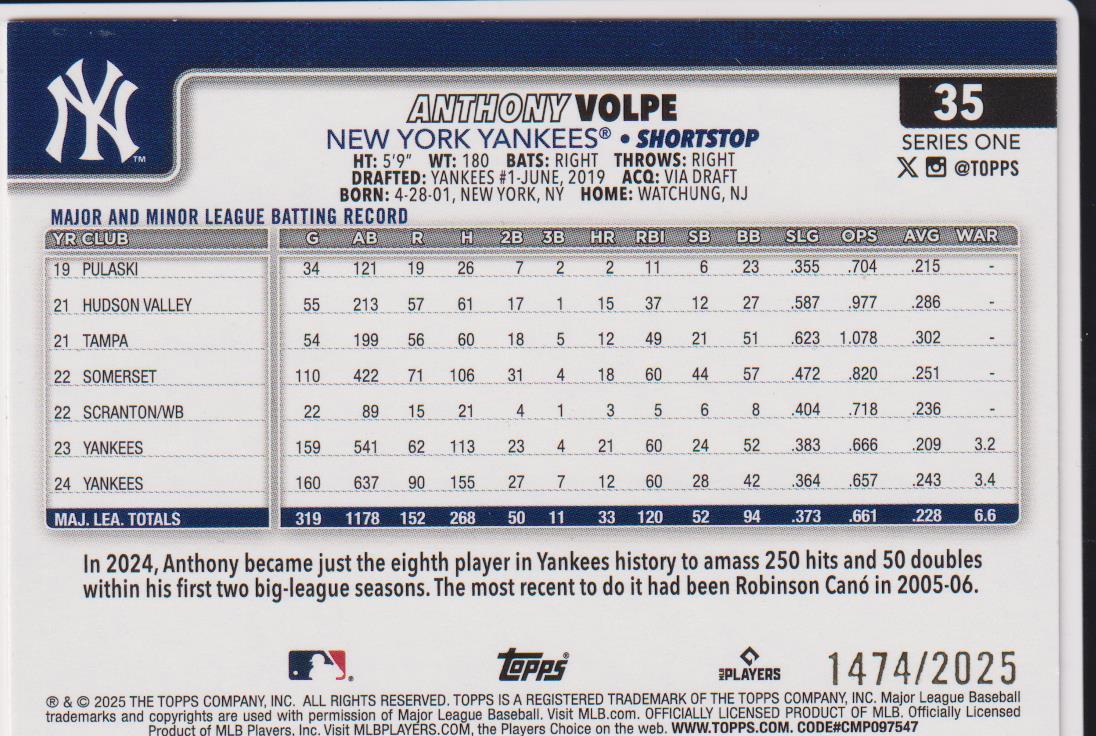 NY
TM
ANTHONY VOLPE
35
NEW YORK YANKEES® • SHORTSTOP
SERIES ONE
HT: 5'9" WT: 180 BATS: RIGHT THROWS: RIGHT
@TOPPS
DRAFTED: YANKEES #1-JUNE, 2019 ACQ: VIA DRAFT
BORN: 4-28-01, NEW YORK, NY HOME: WATCHUNG, NJ
MAJOR AND MINOR LEAGUE BATTING RECORD
YR CLUB G AB R H 2B 3B HR RBI SB BB SLG OPS AVG WAR
19 PULASKI 34 121 19 26 7 2 2 11 6 23 .355 .704 .215 -
21 HUDSON VALLEY 55 213 57 61 17 1 15 37 12 27 .587 .977 .286 -
21 TAMPA 54 199 56 60 18 5 12 49 21 51 .623 1.078 .302 -
22 SOMERSET 110 422 71 106 31 4 18 60 44 57 .472 .820 .251 -
22 SCRANTON/WB 22 89 15 21 4 1 3 5 6 8 .404 .718 .236 -
23 YANKEES 159 541 62 113 23 4 21 60 24 52 .383 .666 .209 3.2
24 YANKEES 160 637 90 155 27 7 12 60 28 42 .364 .657 .243 3.4
MAJ. LEA. TOTALS 319 1178 152 268 50 11 33 120 52 94 .373 .661 .228 6.6
In 2024, Anthony became just the eighth player in Yankees history to amass 250 hits and 50 doubles
within his first two big-league seasons. The most recent to do it had been Robinson Canó in 2005-06.
topps® MLB PLAYERS 1474/2025
® & © 2025 THE TOPPS COMPANY, INC. ALL RIGHTS RESERVED. TOPPS IS A REGISTERED TRADEMARK OF THE TOPPS COMPANY, INC. Major League Baseball
trademarks and copyrights are used with permission of Major League Baseball. Visit MLB.com. OFFICIALLY LICENSED PRODUCT OF MLB. Officially Licensed
Product of MLB Players, Inc. Visit MLBPLAYERS.COM, the Players Choice on the web. WWW.TOPPS.COM. CODE#CMP097547